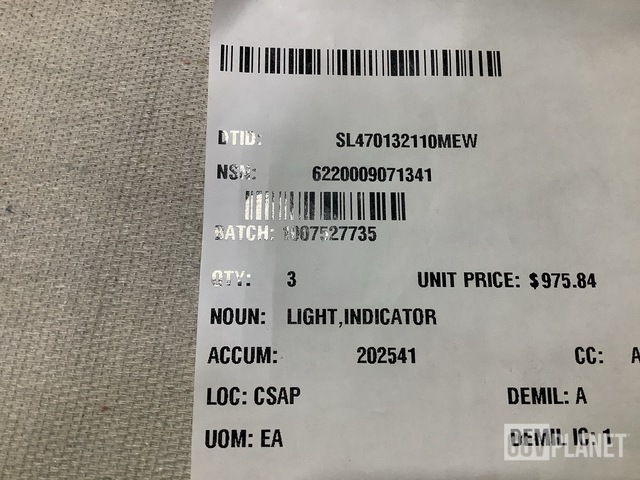 DTID: SL470132110MEW
NSN: 6220009071341
BATCH: 1007527735
QTY: 3 UNIT PRICE: $975.84
NOUN: LIGHT,INDICATOR
ACCUM: 202541 CC: A
LOC: CSAP DEMIL: A
UOM: EA DEMIL IC: 1
GOVPLANET